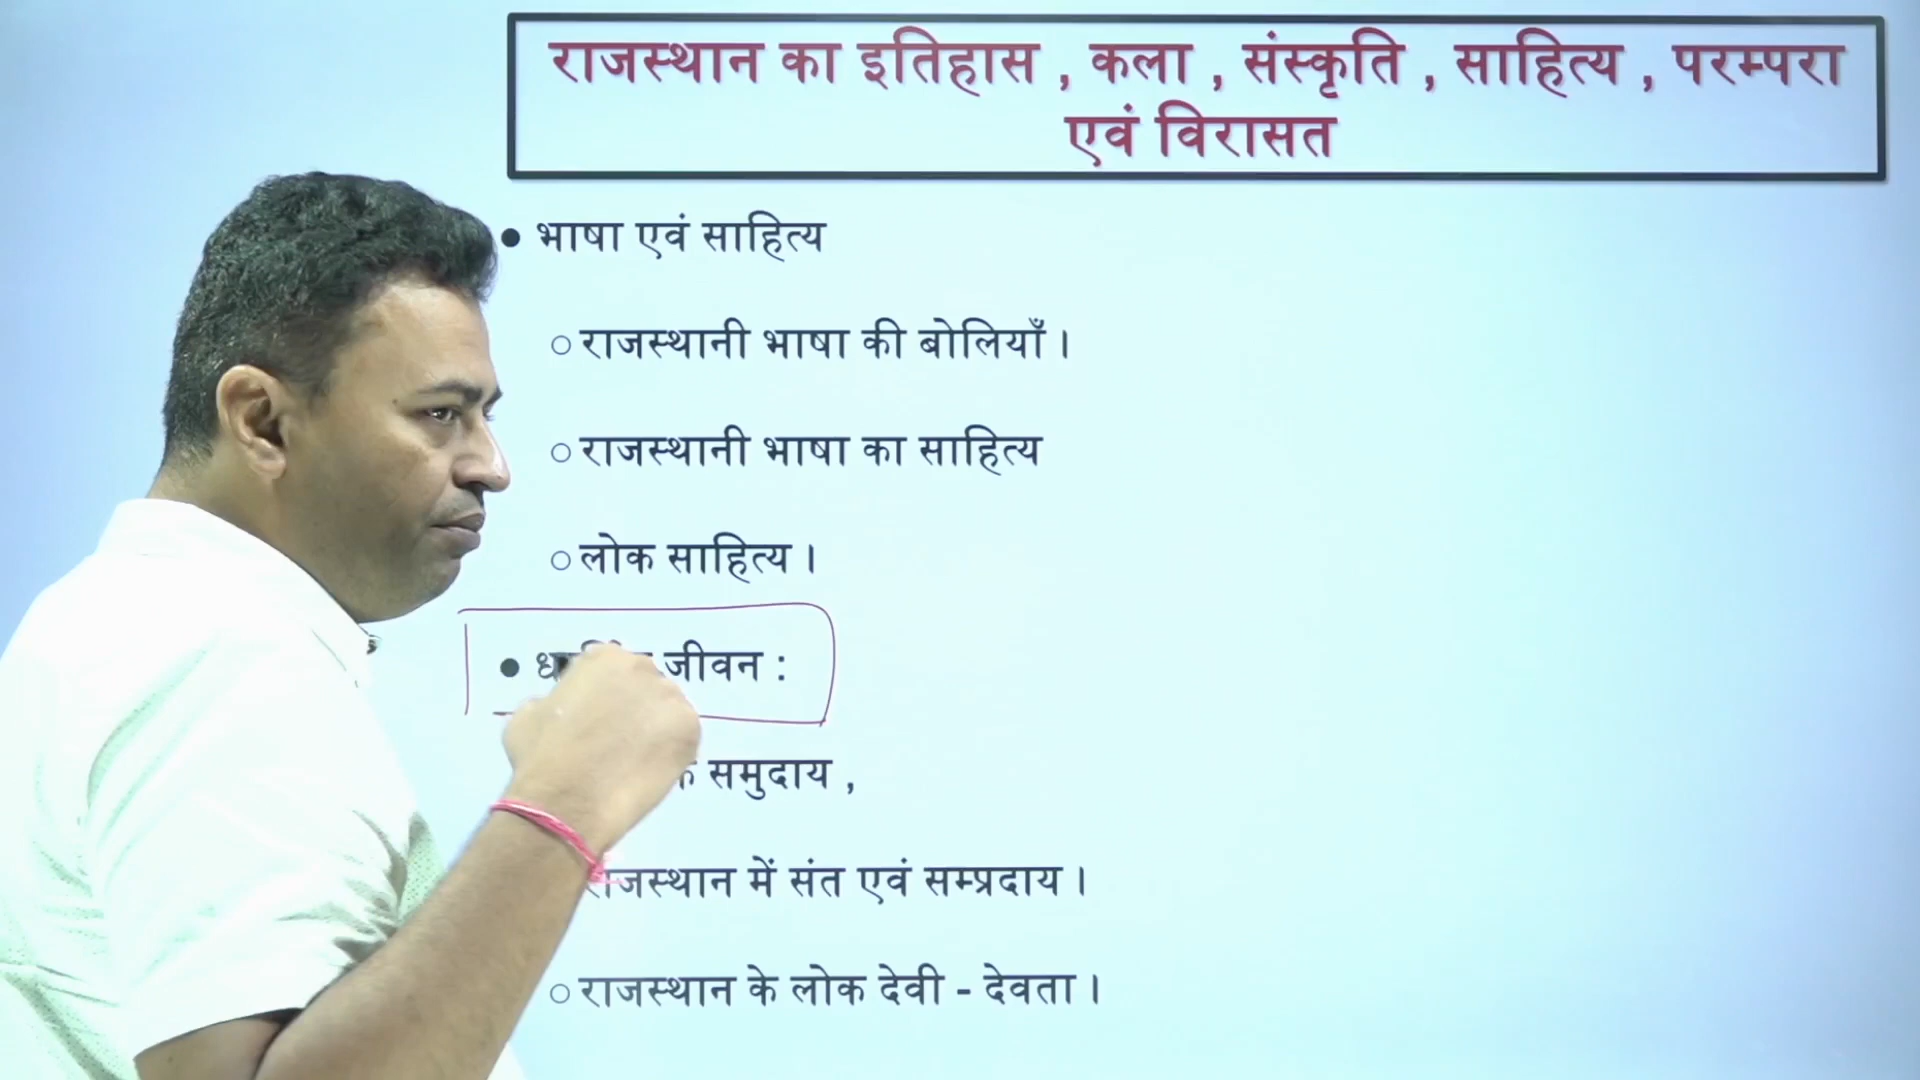 राजस्थान का इतिहास , कला , संस्कृति , साहित्य , परम्परा
एवं विरासत
• भाषा एवं साहित्य
○ राजस्थानी भाषा की बोलियाँ ।
○ राजस्थानी भाषा का साहित्य
○ लोक साहित्य ।
• जीवन :
समुदाय ,
राजस्थान में संत एवं सम्प्रदाय ।
○ राजस्थान के लोक देवी - देवता ।